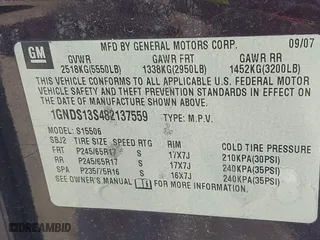 GM
MFD BY GENERAL MOTORS CORP. 09/07
GVWR GAWR FRT GAWR RR
2518KG(5550LB) 1338KG(2950LB) 1452KG(3200LB)
THIS VEHICLE CONFORMS TO ALL APPLICABLE U.S. FEDERAL MOTOR
VEHICLE SAFETY AND THEFT PREVENTION STANDARDS IN EFFECT ON
THE DATE OF MANUFACTURE SHOWN ABOVE.
1GNDS13S482137559 TYPE: M.P.V.
MODEL: S15506
SBJ2 TIRE SIZE SPEED RTG RIM COLD TIRE PRESSURE
FRT P245/65R17 S 17X7J 210KPA(30PSI)
RR P245/65R17 S 17X7J 240KPA(35PSI)
SPA P235/75R16 S 16X7J 240KPA(35PSI)
SEE OWNER'S MANUAL FOR ADDITIONAL INFORMATION.